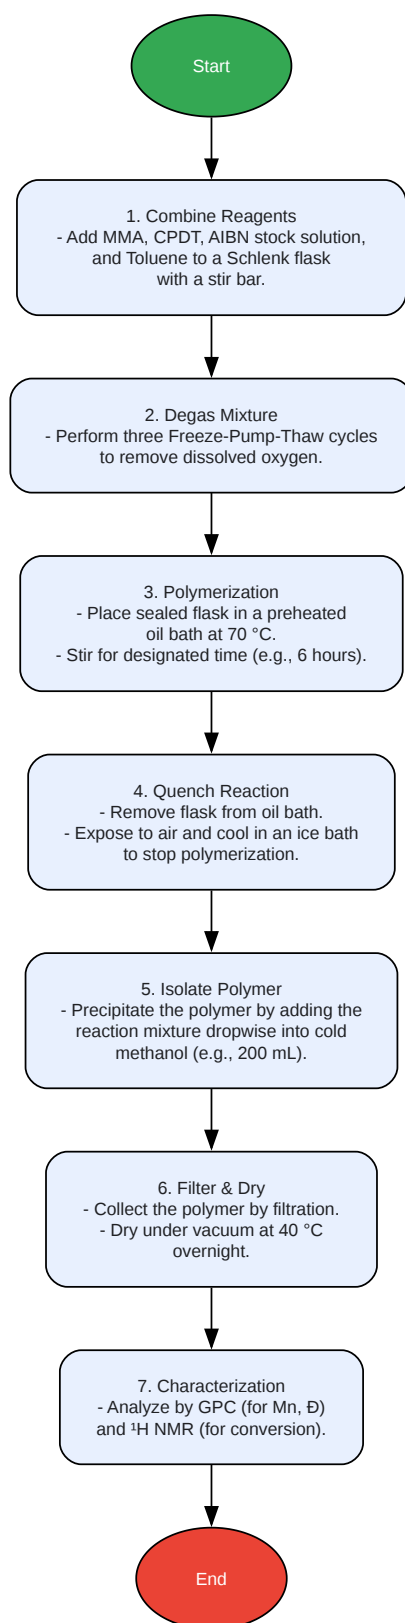 Start
1. Combine Reagents
- Add MMA, CPDT, AIBN stock solution,
and Toluene to a Schlenk flask
with a stir bar.
2. Degas Mixture
- Perform three Freeze-Pump-Thaw cycles
to remove dissolved oxygen.
3. Polymerization
- Place sealed flask in a preheated
oil bath at 70 °C.
- Stir for designated time (e.g., 6 hours).
4. Quench Reaction
- Remove flask from oil bath.
- Expose to air and cool in an ice bath
to stop polymerization.
5. Isolate Polymer
- Precipitate the polymer by adding the
reaction mixture dropwise into cold
methanol (e.g., 200 mL).
6. Filter & Dry
- Collect the polymer by filtration.
- Dry under vacuum at 40 °C
overnight.
7. Characterization
- Analyze by GPC (for Mn, Đ)
and ¹H NMR (for conversion).
End